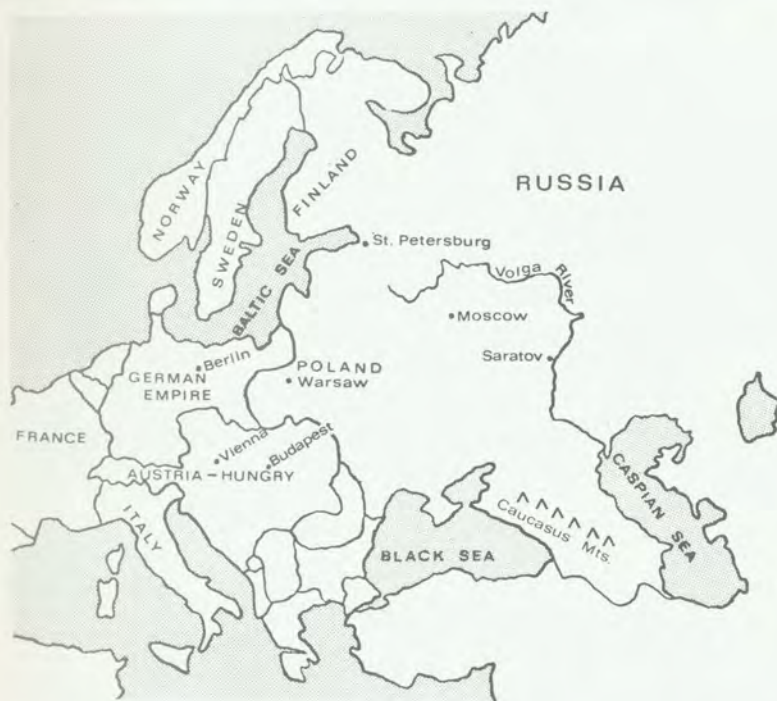 RUSSIA
NORWAY
SWEDEN
FINLAND
BALTIC SEA
St. Petersburg
Volga River
Moscow
Saratov
Berlin
GERMAN
EMPIRE
POLAND
Warsaw
FRANCE
Vienna
Budapest
AUSTRIA – HUNGRY
ITALY
CASPIAN SEA
Caucasus Mts.
BLACK SEA